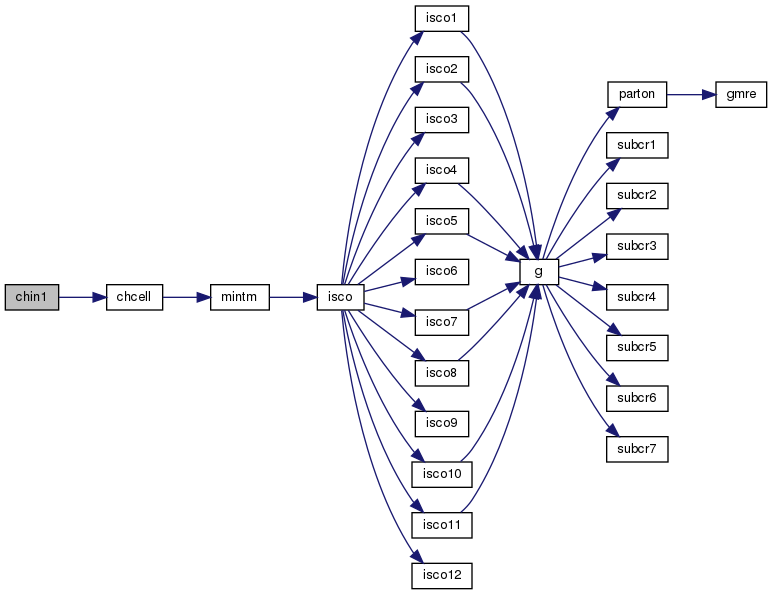 chin1
chcell
mintm
isco
isco1
isco2
isco3
isco4
isco5
isco6
isco7
isco8
isco9
isco10
isco11
isco12
g
parton
subcr1
subcr2
subcr3
subcr4
subcr5
subcr6
subcr7
gmre